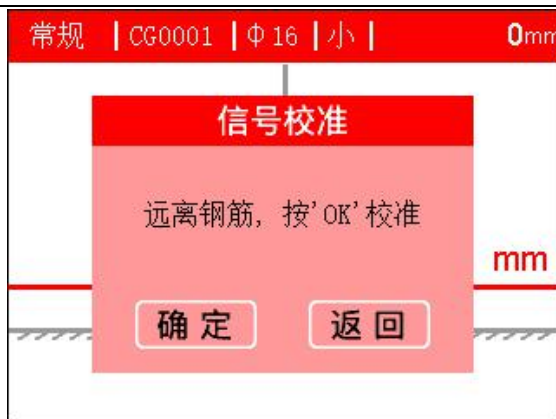 常规 | CG0001 | Φ16 | 小 | 0mm
信号校准
远离钢筋, 按'OK'校准
mm
确定 返回